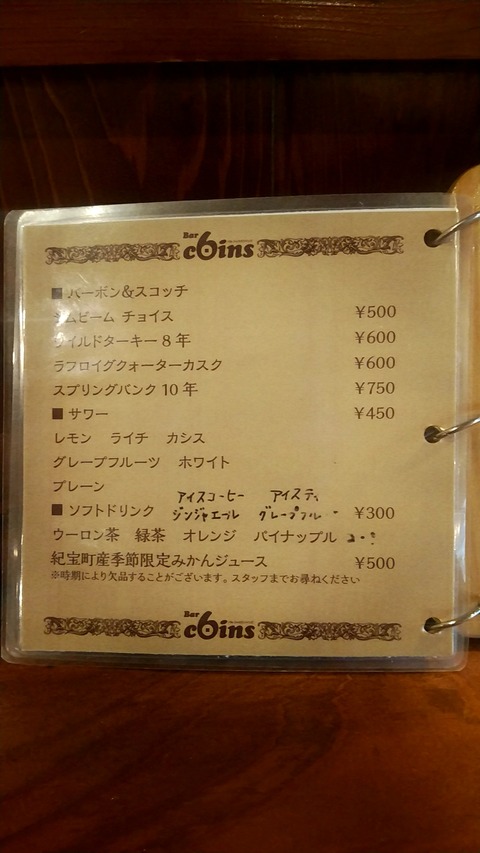 Bar
c6ins
■ バーボン&スコッチ
ジムビーム チョイス ¥500
ワイルドターキー8年 ¥600
ラフロイグクォーターカスク ¥600
スプリングバンク10年 ¥750
■ サワー ¥450
レモン ライチ カシス
グレープフルーツ ホワイト
プレーン
アイスコーヒー アイスティ
ジンジャエール グレープフルー
■ ソフトドリンク ¥300
ウーロン茶 緑茶 オレンジ パイナップル
紀宝町産季節限定みかんジュース ¥500
※時期により欠品することがございます。スタッフまでお尋ねください
Bar
c6ins